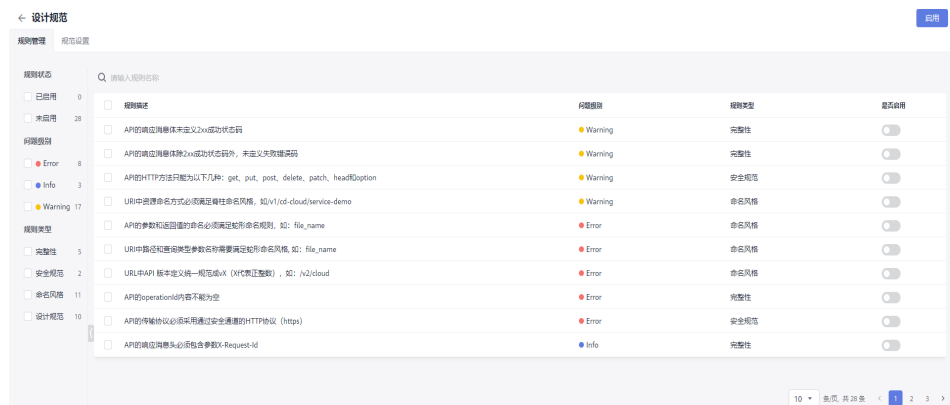 设计规范
启用
规则管理 规范设置
规则状态
已启用 0
未启用 28
问题级别
Error 8
Info 3
Warning 17
规则类型
完整性 5
安全规范 2
命名风格 11
设计规范 10
请输入规则名称
规则描述 问题级别 规则类型 是否启用
API的响应消息体未定义2xx成功状态码 Warning 完整性
API的响应消息体除2xx成功状态码外，未定义失败错误码 Warning 完整性
API的HTTP方法只能为以下几种：get、put、post、delete、patch、head和option Warning 安全规范
URI中资源命名方式必须满足脊柱命名风格，如/v1/cd-cloud/service-demo Warning 命名风格
API的参数和返回值的命名必须满足蛇形命名规则，如：file_name Error 命名风格
URI中路径和查询类型参数名称需要满足蛇形命名风格, 如：file_name Error 命名风格
URL中API 版本定义统一规范成vX（X代表正整数），如：/v2/cloud Error 命名风格
API的operationId内容不能为空 Error 完整性
API的传输协议必须采用通过安全通道的HTTP协议（https） Error 安全规范
API的响应消息头必须包含参数X-Request-Id Info 完整性
10 条/页, 共 28 条 1 2 3